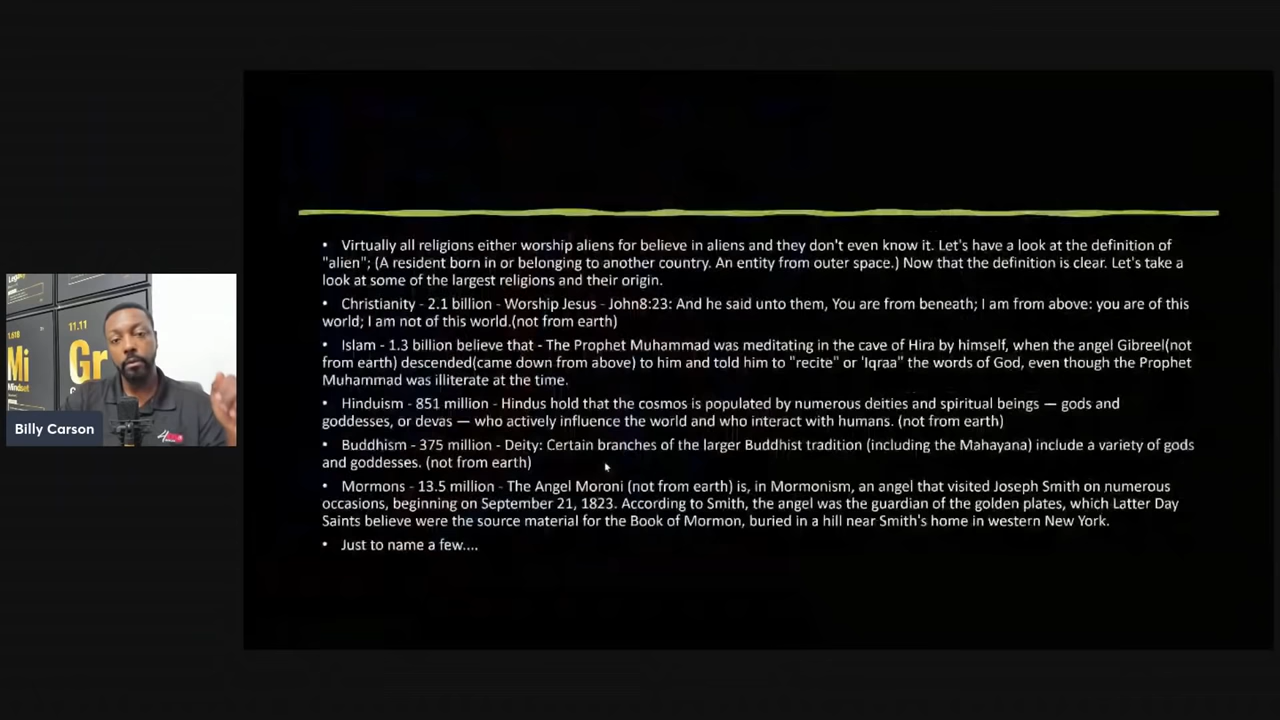 11.11
1.618
Mi
Gr
Mindset
4
Billy Carson
• Virtually all religions either worship aliens for believe in aliens and they don't even know it. Let's have a look at the definition of
"alien"; (A resident born in or belonging to another country. An entity from outer space.) Now that the definition is clear. Let's take a
look at some of the largest religions and their origin.
• Christianity - 2.1 billion - Worship Jesus - John8:23: And he said unto them, You are from beneath; I am from above: you are of this
world; I am not of this world.(not from earth)
• Islam - 1.3 billion believe that - The Prophet Muhammad was meditating in the cave of Hira by himself, when the angel Gibreel(not
from earth) descended(came down from above) to him and told him to "recite" or 'Iqraa" the words of God, even though the Prophet
Muhammad was illiterate at the time.
• Hinduism - 851 million - Hindus hold that the cosmos is populated by numerous deities and spiritual beings — gods and
goddesses, or devas — who actively influence the world and who interact with humans. (not from earth)
• Buddhism - 375 million - Deity: Certain branches of the larger Buddhist tradition (including the Mahayana) include a variety of gods
and goddesses. (not from earth)
• Mormons - 13.5 million - The Angel Moroni (not from earth) is, in Mormonism, an angel that visited Joseph Smith on numerous
occasions, beginning on September 21, 1823. According to Smith, the angel was the guardian of the golden plates, which Latter Day
Saints believe were the source material for the Book of Mormon, buried in a hill near Smith's home in western New York.
• Just to name a few....